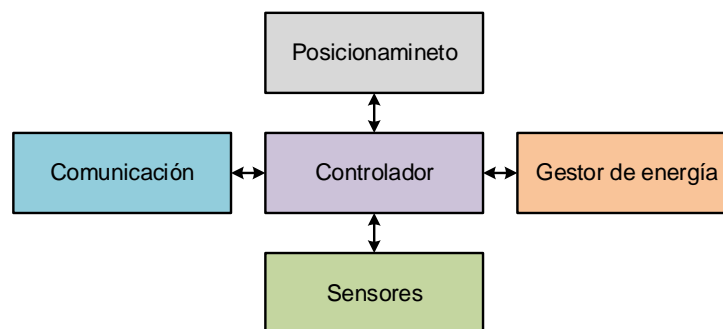 Posicionamineto
Comunicación
Controlador
Gestor de energía
Sensores